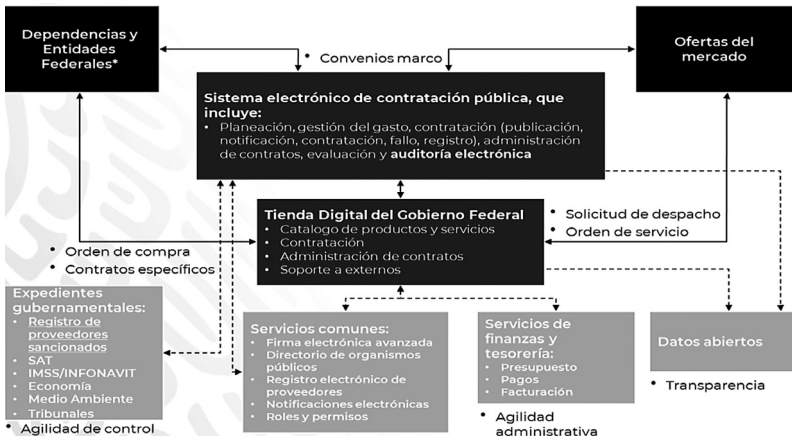 Dependencias y
Entidades
Federales*
Ofertas del
mercado
• Convenios marco
Sistema electrónico de contratación pública, que
incluye:
• Planeación, gestión del gasto, contratación (publicación,
notificación, contratación, fallo, registro), administración
de contratos, evaluación y auditoría electrónica
Tienda Digital del Gobierno Federal
• Catalogo de productos y servicios
• Contratación
• Administración de contratos
• Soporte a externos
• Solicitud de despacho
• Orden de servicio
• Orden de compra
• Contratos específicos
Expedientes
gubernamentales:
• Registro de
proveedores
sancionados
• SAT
• IMSS/INFONAVIT
• Economía
• Medio Ambiente
• Tribunales
• Agilidad de control
Servicios comunes:
• Firma electrónica avanzada
• Directorio de organismos
públicos
• Registro electrónico de
proveedores
• Notificaciones electrónicas
• Roles y permisos
Servicios de
finanzas y
tesorería:
• Presupuesto
• Pagos
• Facturación
• Agilidad
administrativa
Datos abiertos
• Transparencia